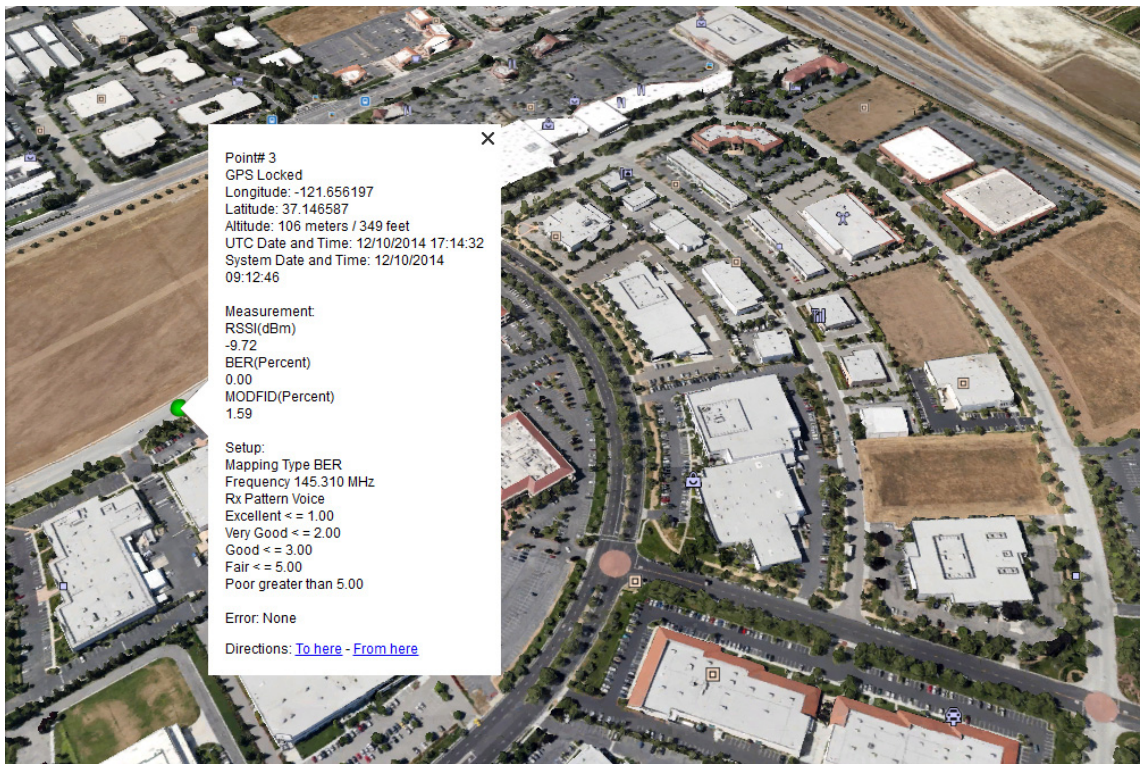 Point# 3
GPS Locked
Longitude: -121.656197
Latitude: 37.146587
Altitude: 106 meters / 349 feet
UTC Date and Time: 12/10/2014 17:14:32
System Date and Time: 12/10/2014
09:12:46
Measurement:
RSSI(dBm)
-9.72
BER(Percent)
0.00
MODFID(Percent)
1.59
Setup:
Mapping Type BER
Frequency 145.310 MHz
Rx Pattern Voice
Excellent < = 1.00
Very Good < = 2.00
Good < = 3.00
Fair < = 5.00
Poor greater than 5.00
Error: None
Directions: To here - From here